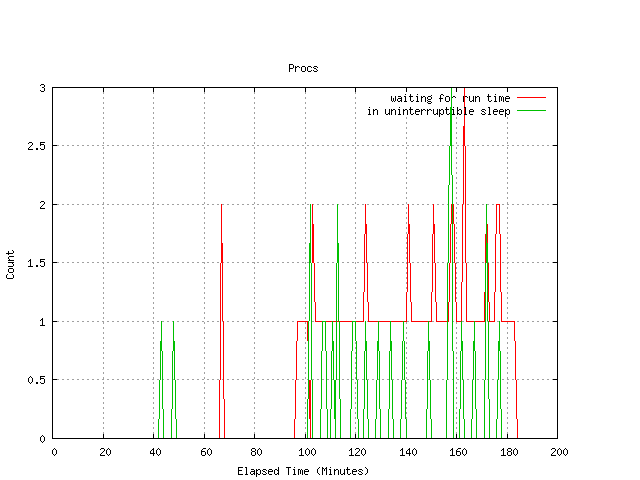 Procs
3
waiting for run time
in uninterruptible sleep
2.5
2
1.5
Count
1
0.5
0
0 20 40 60 80 100 120 140 160 180 200
Elapsed Time (Minutes)